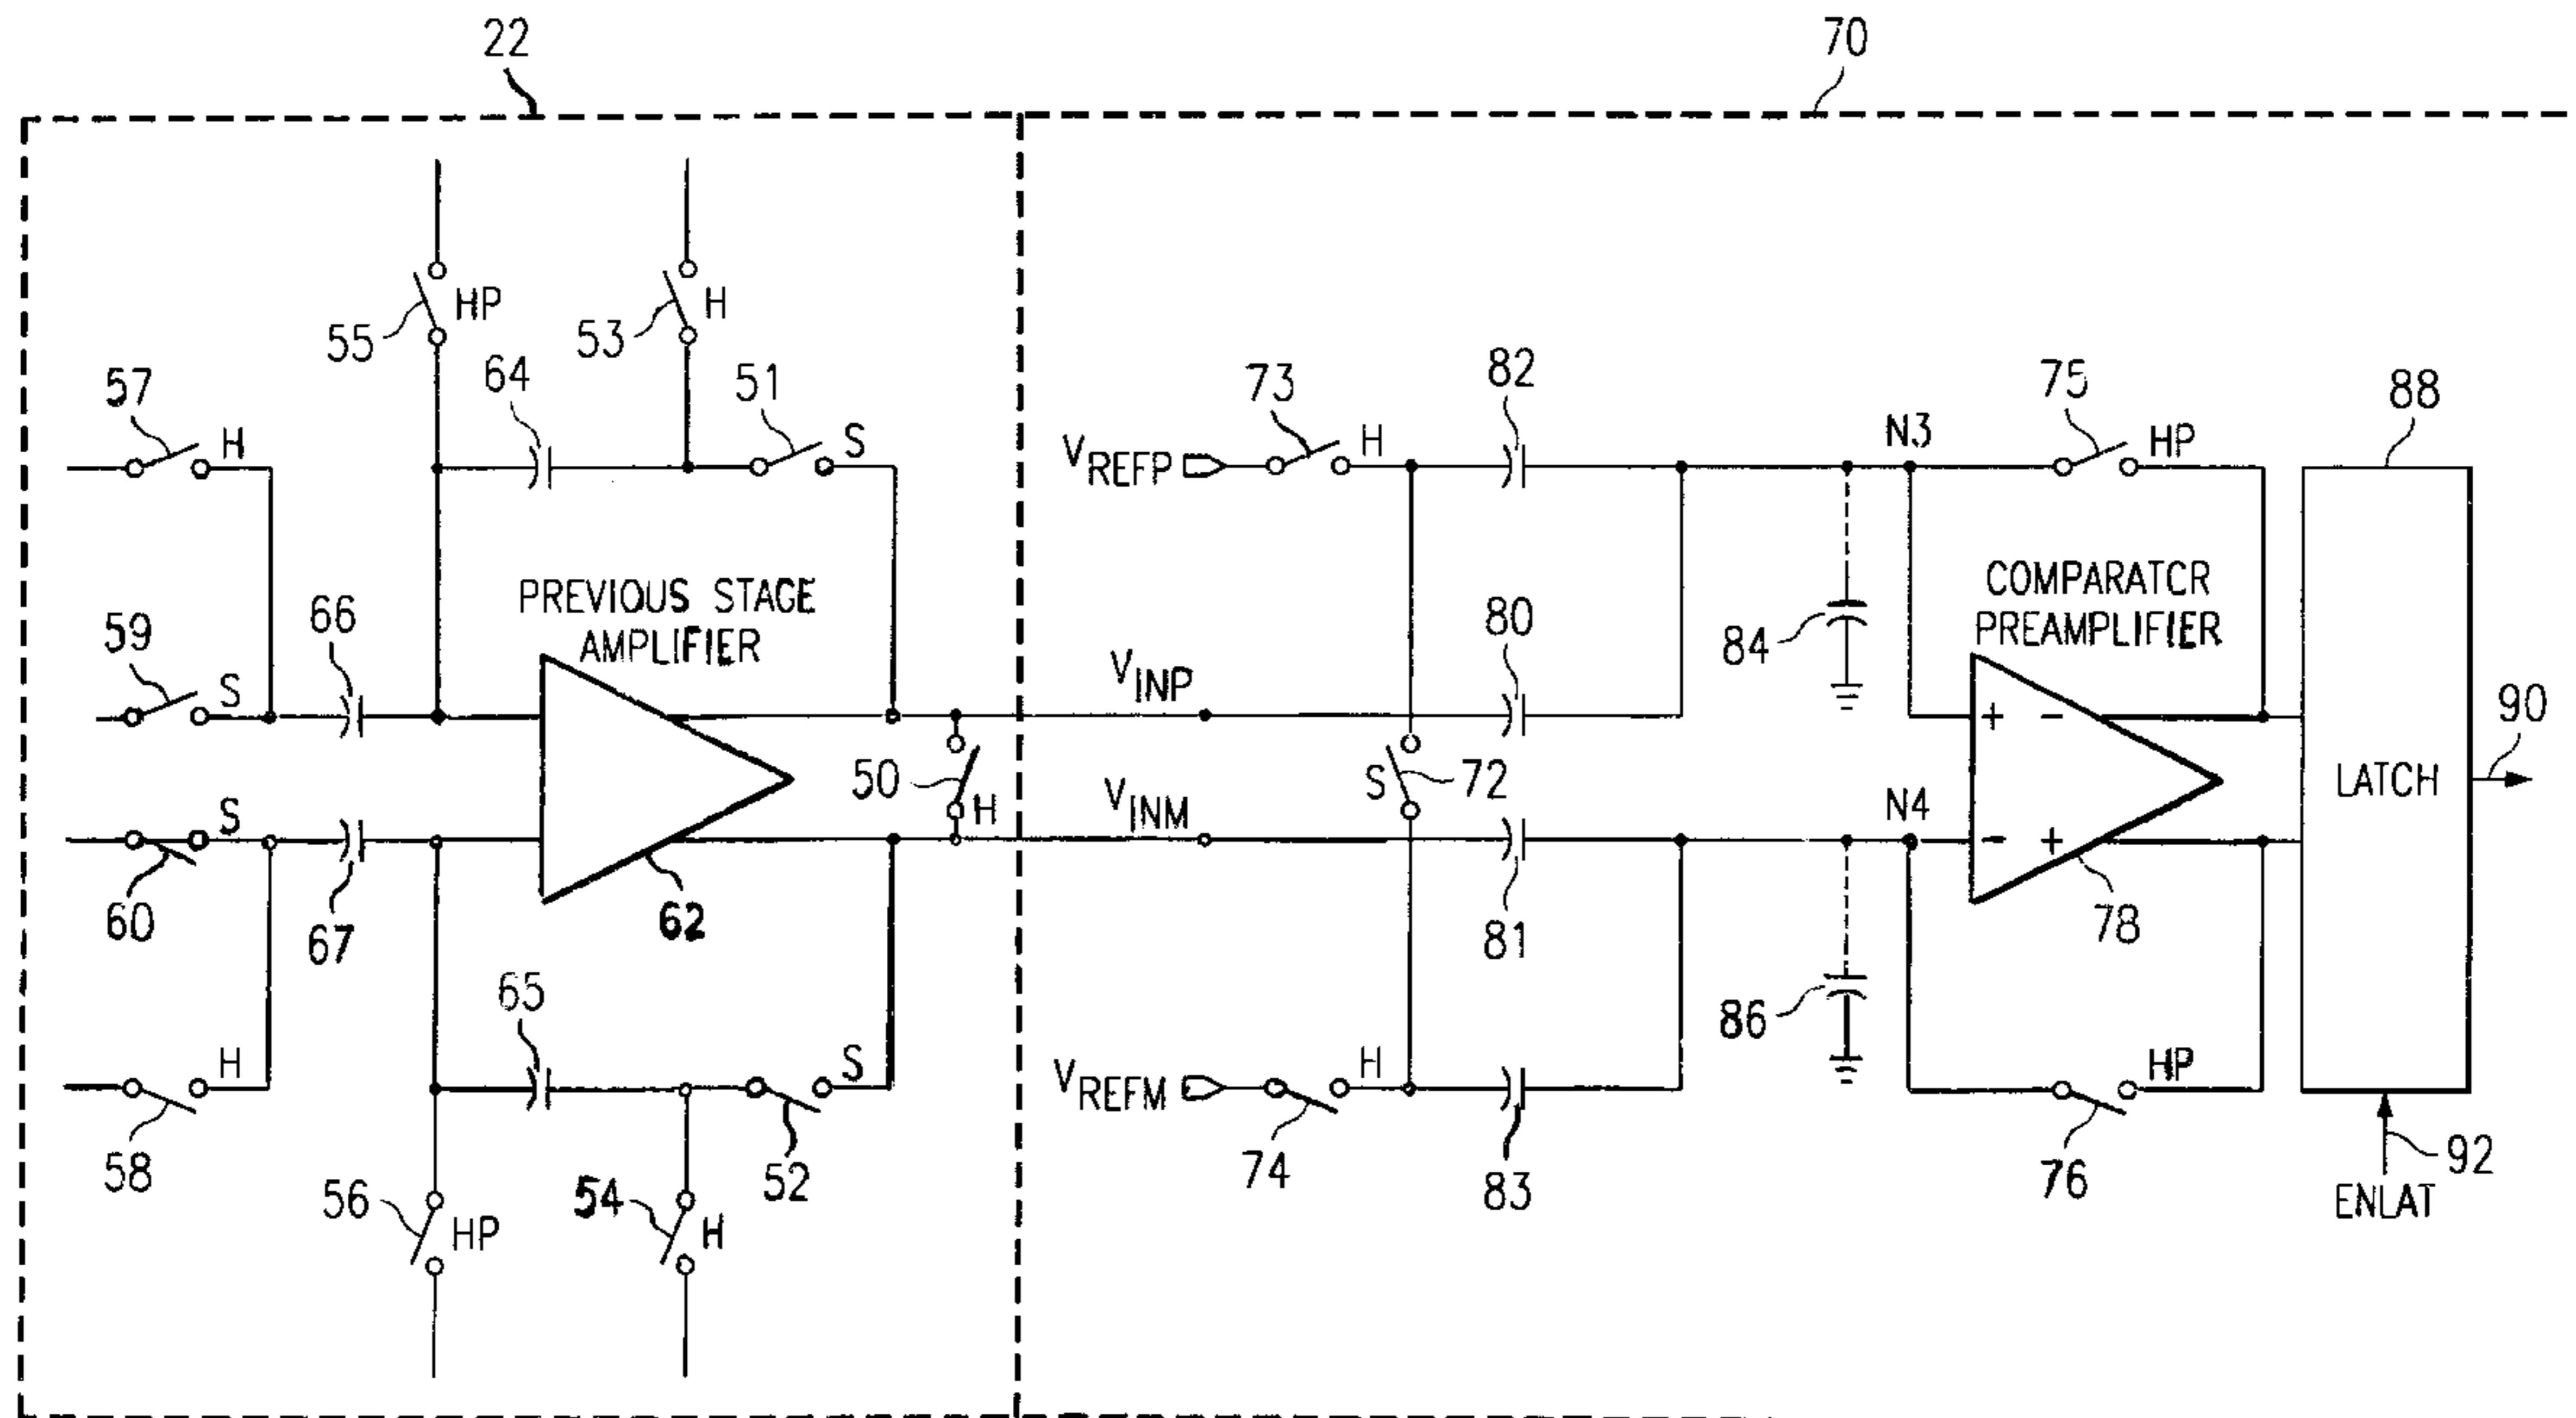 22
70
55
HP
53
H
57
H
64
51
S
73
H
82
75
HP
88
VREFP
N3
59
S
66
PREVIOUS STAGE
AMPLIFIER
80
84
COMPARATCR
PREAMPLIFIER
VINP
+
-
90
50
H
S
72
LATCH
60
S
67
62
VINM
81
N4
-
+
78
65
86
58
H
52
S
VREFM
H
74
83
76
HP
92
ENLAT
56
HP
54
H